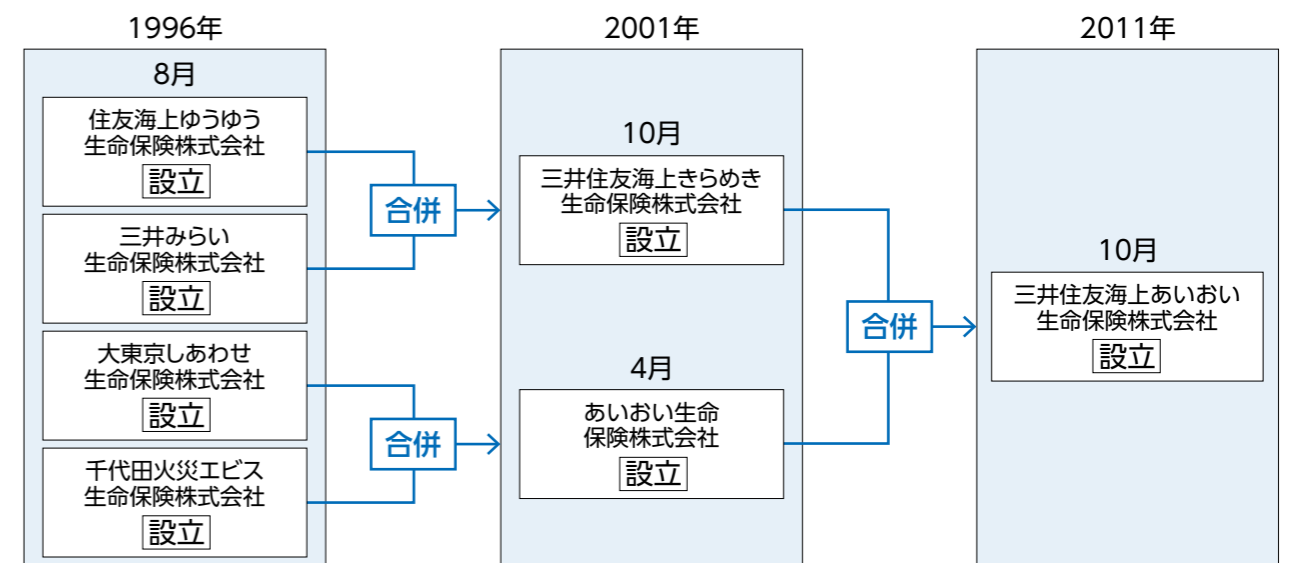 1996年
8月
住友海上ゆうゆう
生命保険株式会社
設立
三井みらい
生命保険株式会社
設立
大東京しあわせ
生命保険株式会社
設立
千代田火災エビス
生命保険株式会社
設立
合併
合併
2001年
10月
三井住友海上きらめき
生命保険株式会社
設立
4月
あいおい生命
保険株式会社
設立
合併
2011年
10月
三井住友海上あいおい
生命保険株式会社
設立